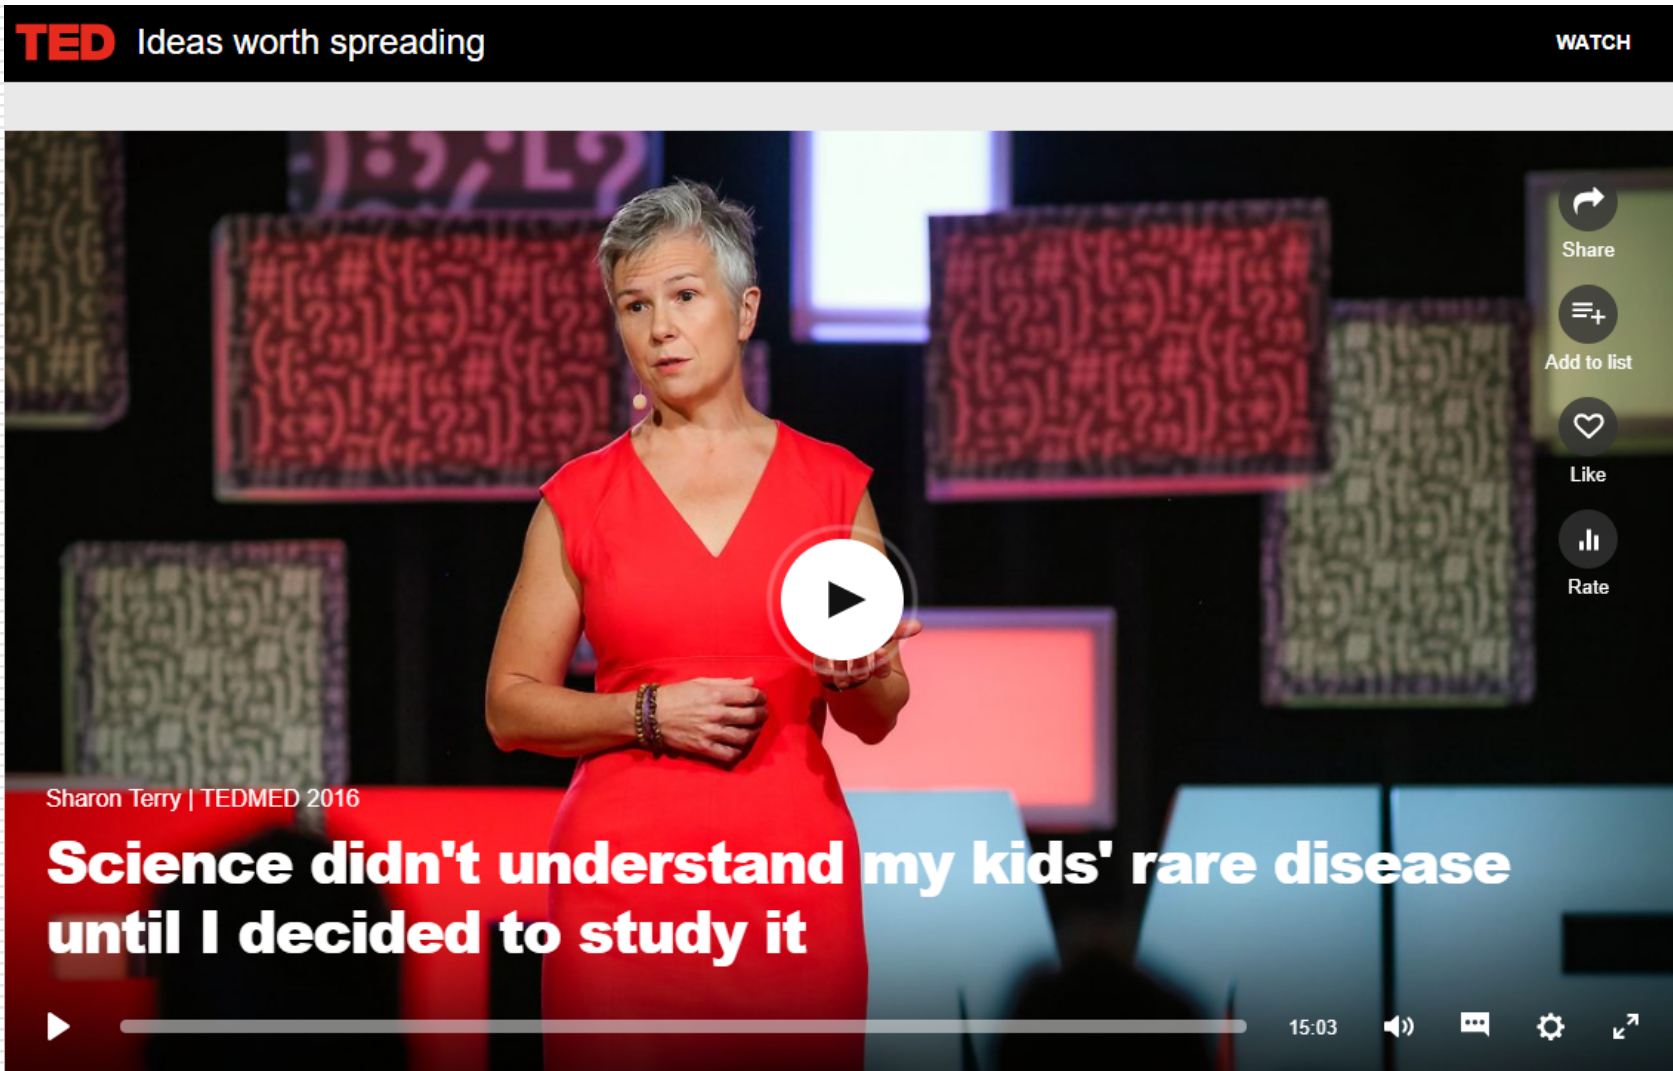 TED Ideas worth spreading
WATCH
Share
Add to list
Like
Rate
Sharon Terry | TEDMED 2016
Science didn't understand my kids' rare disease
until I decided to study it
15:03